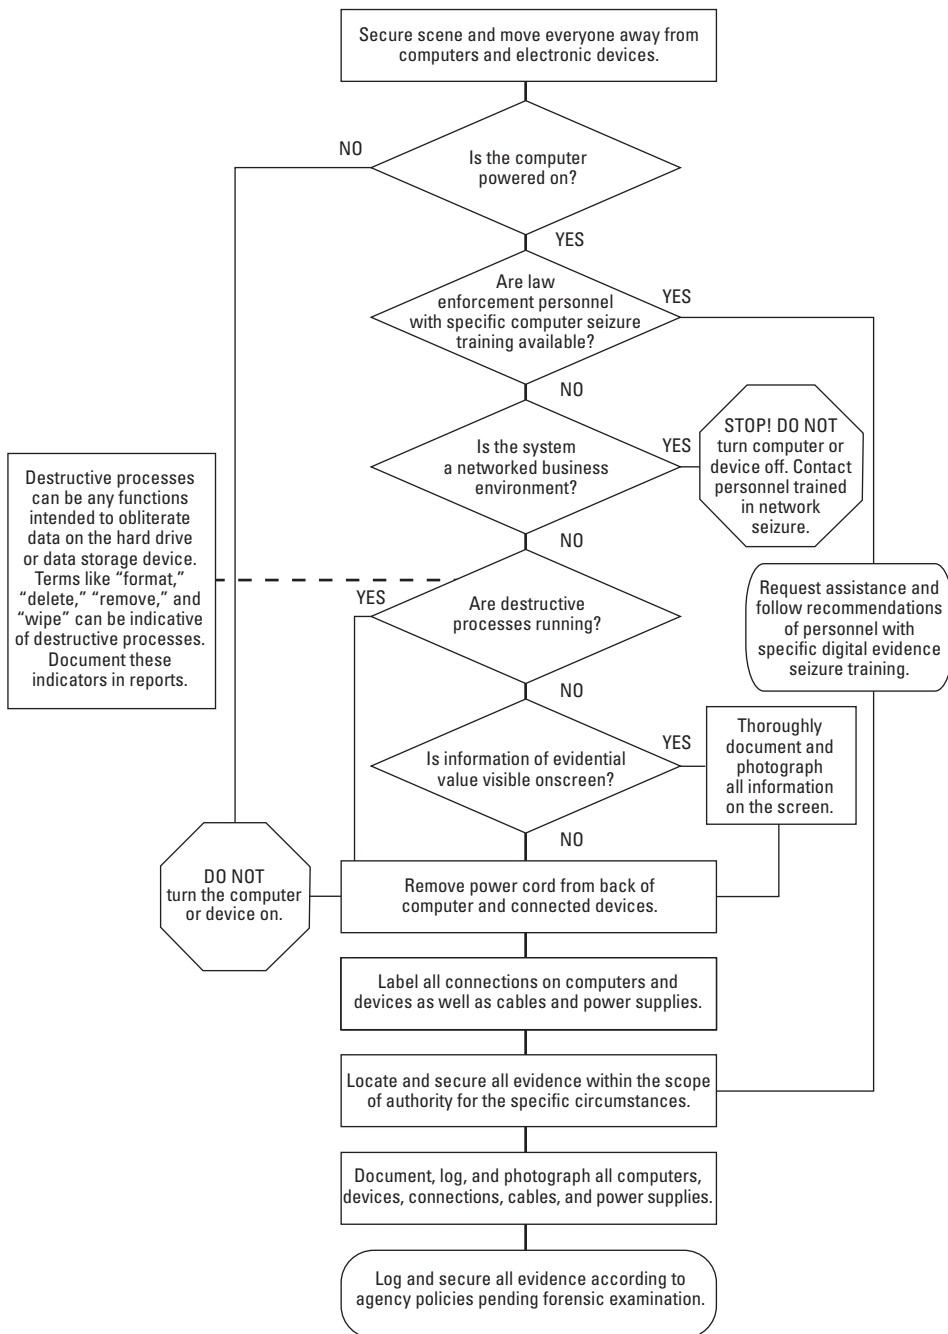 Secure scene and move everyone away from
computers and electronic devices.
NO
Is the computer
powered on?
YES
Are law
enforcement personnel
with specific computer seizure
training available?
YES
NO
Is the system
a networked business
environment?
YES
STOP! DO NOT
turn computer or
device off. Contact
personnel trained
in network
seizure.
Destructive processes
can be any functions
intended to obliterate
data on the hard drive
or data storage device.
Terms like “format,”
“delete,” “remove,” and
“wipe” can be indicative
of destructive processes.
Document these
indicators in reports.
NO
YES
Are destructive
processes running?
Request assistance and
follow recommendations
of personnel with
specific digital evidence
seizure training.
NO
Is information of evidential
value visible onscreen?
YES
Thoroughly
document and
photograph
all information
on the screen.
NO
DO NOT
turn the computer
or device on.
Remove power cord from back of
computer and connected devices.
Label all connections on computers and
devices as well as cables and power supplies.
Locate and secure all evidence within the scope
of authority for the specific circumstances.
Document, log, and photograph all computers,
devices, connections, cables, and power supplies.
Log and secure all evidence according to
agency policies pending forensic examination.